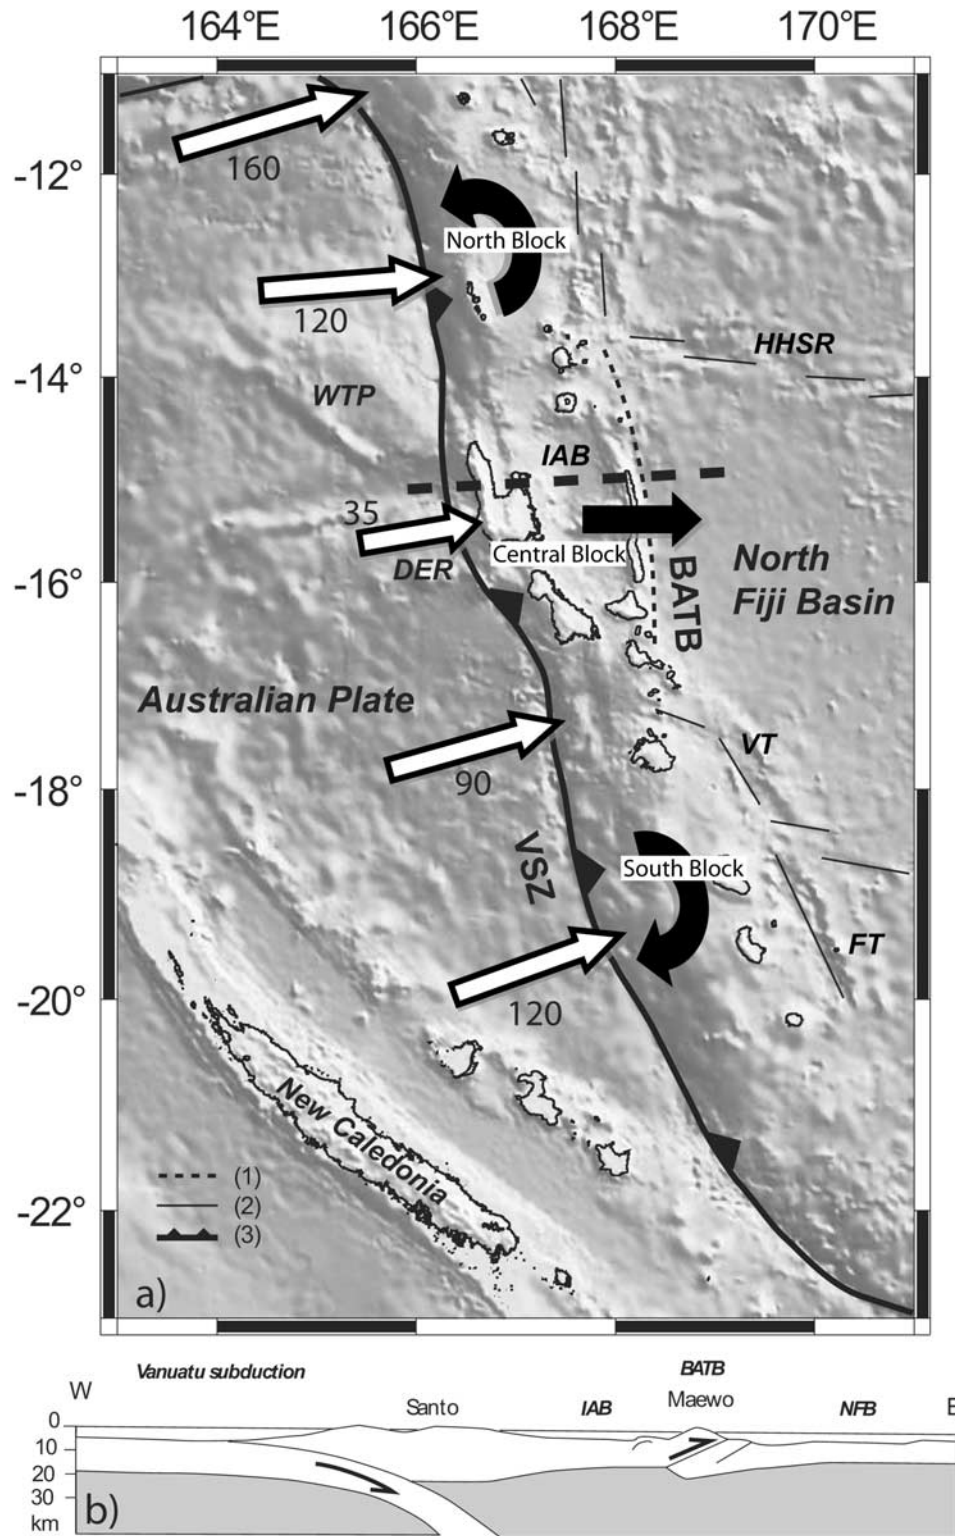 164°E 166°E 168°E 170°E
-12°
-14°
-16°
-18°
-20°
-22°
160
North Block
120
HHSR
WTP
IAB
35
Central Block
DER
BATB
North
Fiji Basin
Australian Plate
VT
90
VSZ
South Block
FT
120
New Caledonia
(1)
(2)
(3)
a)
Vanuatu subduction
BATB
W
Santo
IAB
Maewo
NFB
E
0
10
20
30
km
b)